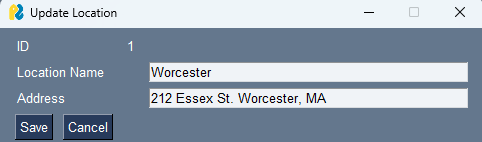 Update Location
ID 1
Location Name Worcester
Address 212 Essex St. Worcester, MA
Save Cancel